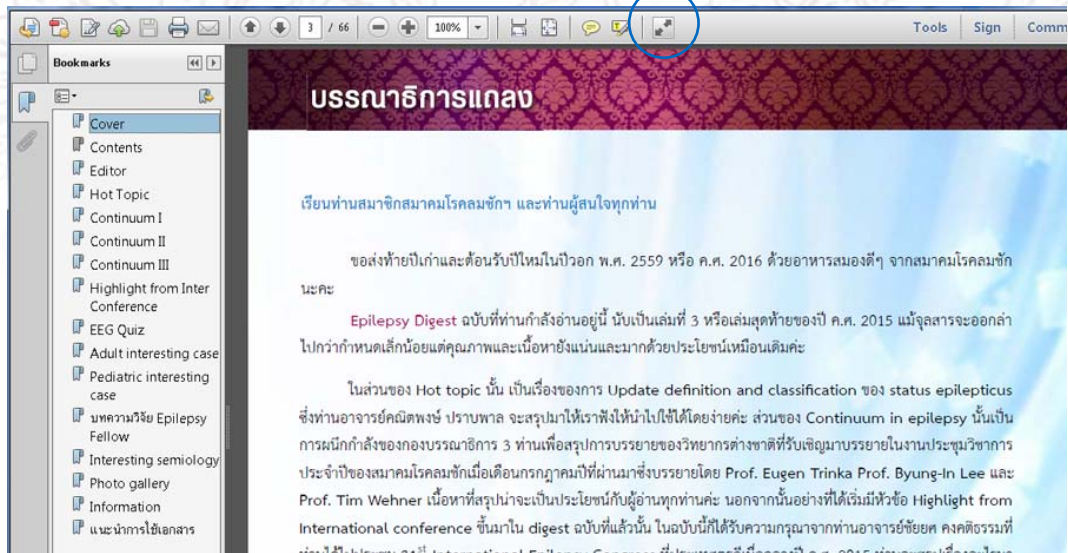 3 / 66
100%
Tools
Sign
Comm
Bookmarks
Cover
Contents
Editor
Hot Topic
Continuum I
Continuum II
Continuum III
Highlight from Inter
Conference
EEG Quiz
Adult interesting case
Pediatric interesting
case
บทความวิจัย Epilepsy
Fellow
Interesting semiology
Photo gallery
Information
แนะนำการใช้เอกสาร
บรรณาธิการแถลง
เรียนท่านสมาชิกสมาคมโรคลมชักฯ และท่านผู้สนใจทุกท่าน
ขอส่งท้ายปีเก่าและต้อนรับปีใหม่ในปีวอก พ.ศ. 2559 หรือ ค.ศ. 2016 ด้วยอาหารสมองดีๆ จากสมาคมโรคลมชัก
นะคะ
Epilepsy Digest ฉบับที่ท่านกำลังอ่านอยู่นี้ นับเป็นเล่มที่ 3 หรือเล่มสุดท้ายของปี ค.ศ. 2015 แม้จุลสารจะออกล่า
ไปกว่ากำหนดเล็กน้อยแต่คุณภาพและเนื้อหายังแน่นและมากด้วยประโยชน์เหมือนเดิมค่ะ
ในส่วนของ Hot topic นั้น เป็นเรื่องของการ Update definition and classification ของ status epilepticus
ซึ่งท่านอาจารย์คณิตพงษ์ ปราบพาล จะสรุปมาให้เราฟังให้นำไปใช้ได้โดยง่ายค่ะ ส่วนของ Continuum in epilepsy นั้นเป็น
การผนึกกำลังของกองบรรณาธิการ 3 ท่านเพื่อสรุปการบรรยายของวิทยากรต่างชาติที่รับเชิญมาบรรยายในงานประชุมวิชาการ
ประจำปีของสมาคมโรคลมชักเมื่อเดือนกรกฎาคมปีที่ผ่านมาซึ่งบรรยายโดย Prof. Eugen Trinka Prof. Byung-In Lee และ
Prof. Tim Wehner เนื้อหาที่สรุปน่าจะเป็นประโยชน์กับผู้อ่านทุกท่านค่ะ นอกจากนั้นอย่างที่ได้เริ่มมีหัวข้อ Highlight from
International conference ขึ้นมาใน digest ฉบับที่แล้วนั้น ในฉบับนี้ก็ได้รับความกรุณาจากท่านอาจารย์ชัยยศ คงคติธรรมที่